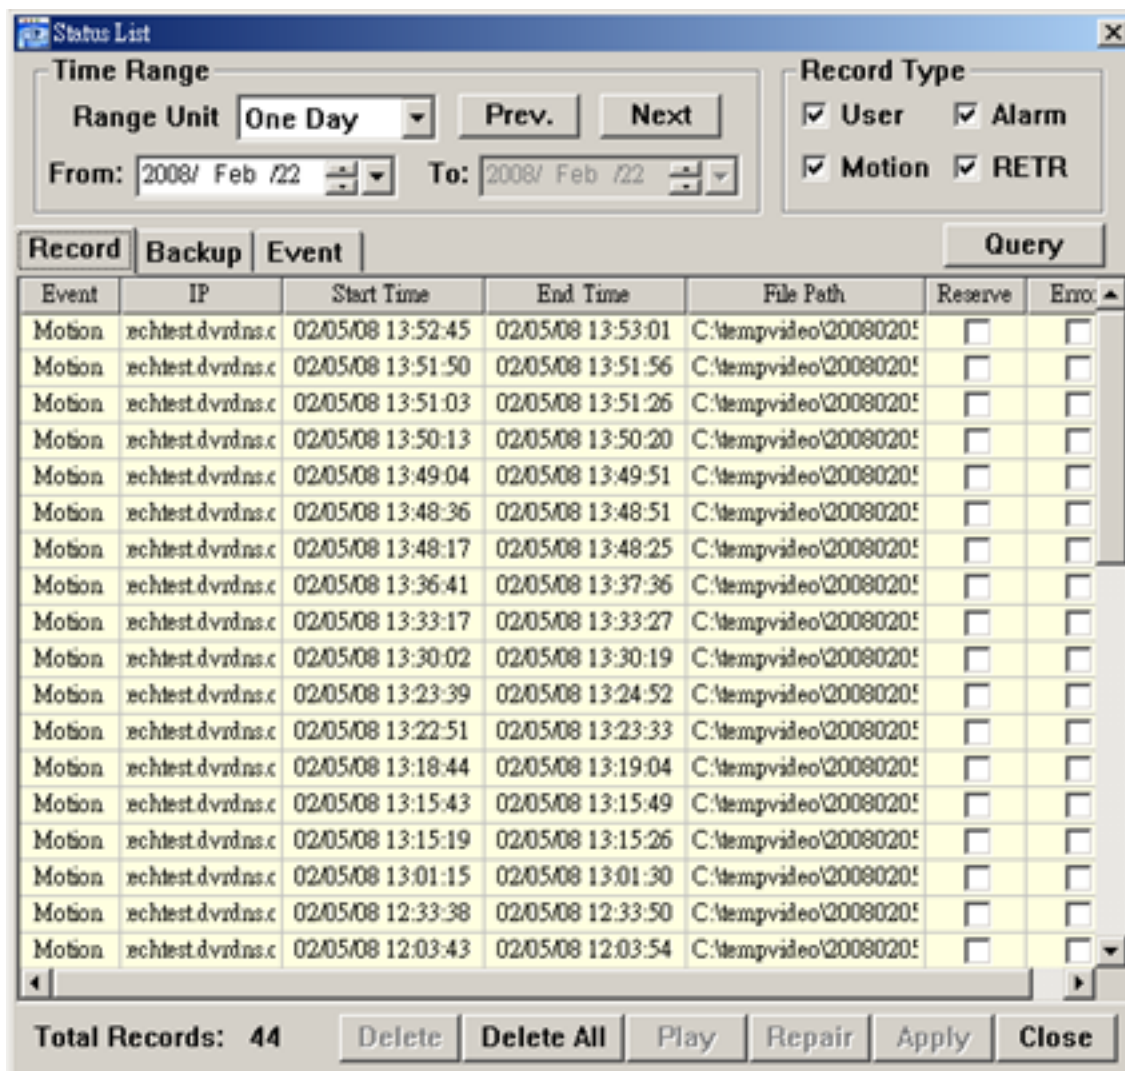 Status List
Time Range
Record Type
Range Unit One Day Prev. Next
User Alarm
From: 2008/ Feb /22 To: 2008/ Feb /22
Motion RETR
Record Backup Event Query
Event IP Start Time End Time File Path Reserve Error
Motion echtest.dvrdns.c 02/05/08 13:52:45 02/05/08 13:53:01 C:\tempvideo\2008020
Motion echtest.dvrdns.c 02/05/08 13:51:50 02/05/08 13:51:56 C:\tempvideo\2008020
Motion echtest.dvrdns.c 02/05/08 13:51:03 02/05/08 13:51:26 C:\tempvideo\2008020
Motion echtest.dvrdns.c 02/05/08 13:50:13 02/05/08 13:50:20 C:\tempvideo\2008020
Motion echtest.dvrdns.c 02/05/08 13:49:04 02/05/08 13:49:51 C:\tempvideo\2008020
Motion echtest.dvrdns.c 02/05/08 13:48:36 02/05/08 13:48:51 C:\tempvideo\2008020
Motion echtest.dvrdns.c 02/05/08 13:48:17 02/05/08 13:48:25 C:\tempvideo\2008020
Motion echtest.dvrdns.c 02/05/08 13:36:41 02/05/08 13:37:36 C:\tempvideo\2008020
Motion echtest.dvrdns.c 02/05/08 13:33:17 02/05/08 13:33:27 C:\tempvideo\2008020
Motion echtest.dvrdns.c 02/05/08 13:30:02 02/05/08 13:30:19 C:\tempvideo\2008020
Motion echtest.dvrdns.c 02/05/08 13:23:39 02/05/08 13:24:52 C:\tempvideo\2008020
Motion echtest.dvrdns.c 02/05/08 13:22:51 02/05/08 13:23:33 C:\tempvideo\2008020
Motion echtest.dvrdns.c 02/05/08 13:18:44 02/05/08 13:19:04 C:\tempvideo\2008020
Motion echtest.dvrdns.c 02/05/08 13:15:43 02/05/08 13:15:49 C:\tempvideo\2008020
Motion echtest.dvrdns.c 02/05/08 13:15:19 02/05/08 13:15:26 C:\tempvideo\2008020
Motion echtest.dvrdns.c 02/05/08 13:01:15 02/05/08 13:01:30 C:\tempvideo\2008020
Motion echtest.dvrdns.c 02/05/08 12:33:38 02/05/08 12:33:50 C:\tempvideo\2008020
Motion echtest.dvrdns.c 02/05/08 12:03:43 02/05/08 12:03:54 C:\tempvideo\2008020
Total Records: 44 Delete Delete All Play Repair Apply Close